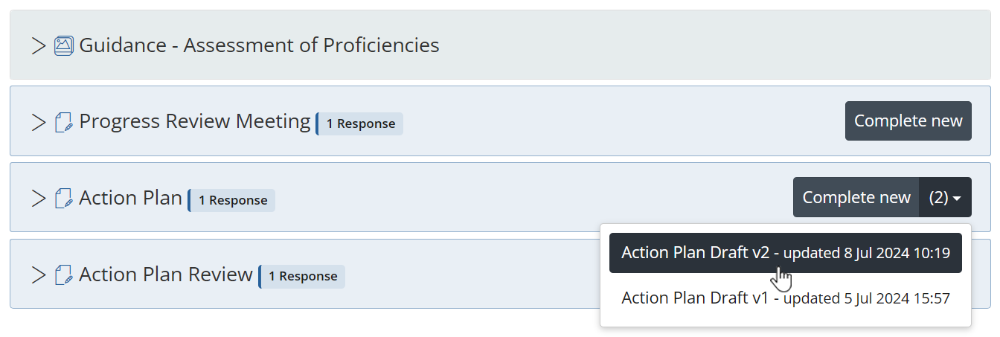 Guidance - Assessment of Proficiencies
Progress Review Meeting 1 Response Complete new
Action Plan 1 Response Complete new (2)
Action Plan Draft v2 - updated 8 Jul 2024 10:19
Action Plan Review 1 Response
Action Plan Draft v1 - updated 5 Jul 2024 15:57